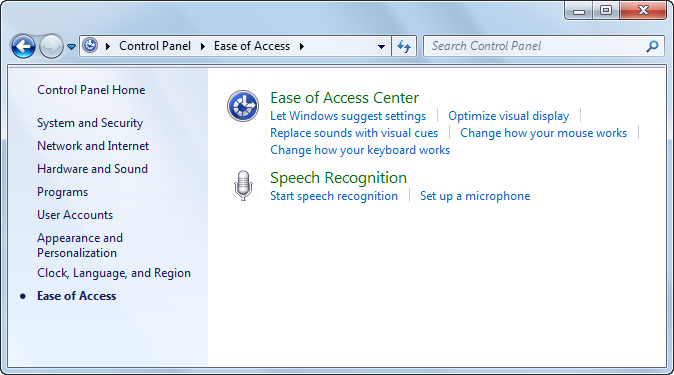 Control Panel Ease of Access Search Control Panel
Control Panel Home
System and Security
Network and Internet
Hardware and Sound
Programs
User Accounts
Appearance and
Personalization
Clock, Language, and Region
Ease of Access
Ease of Access Center
Let Windows suggest settings Optimize visual display
Replace sounds with visual cues Change how your mouse works
Change how your keyboard works
Speech Recognition
Start speech recognition Set up a microphone